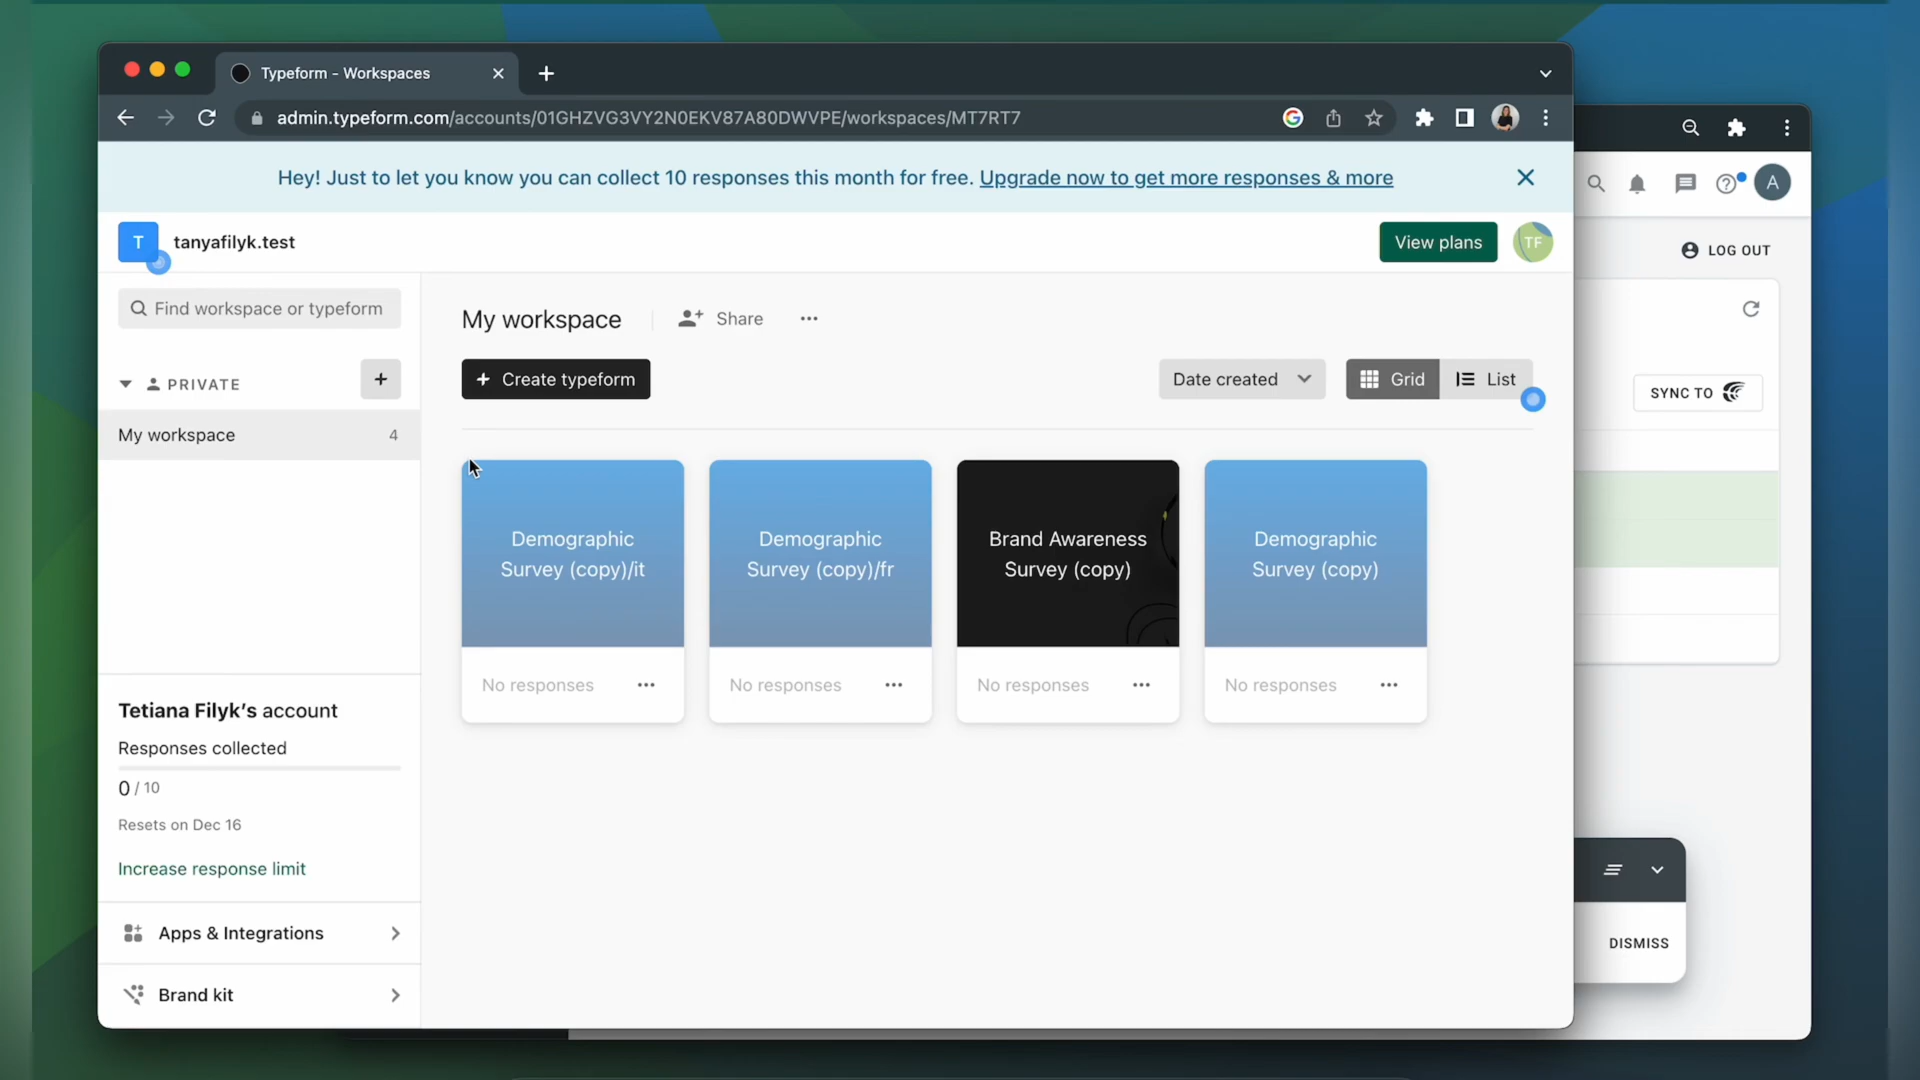 Typeform - Workspaces
admin.typeform.com/accounts/01GHZVG3VY2N0EKV87A80DWVPE/workspaces/MT7RT7
Hey! Just to let you know you can collect 10 responses this month for free. Upgrade now to get more responses & more
T
tanyafilyk.test
View plans
TF
A
LOG OUT
Find workspace or typeform
My workspace
Share
PRIVATE
Create typeform
Date created
Grid
List
SYNC TO
My workspace
4
Demographic
Survey (copy)/it
No responses
Demographic
Survey (copy)/fr
No responses
Brand Awareness
Survey (copy)
No responses
Demographic
Survey (copy)
No responses
Tetiana Filyk's account
Responses collected
0 / 10
Resets on Dec 16
Increase response limit
Apps & Integrations
Brand kit
DISMISS